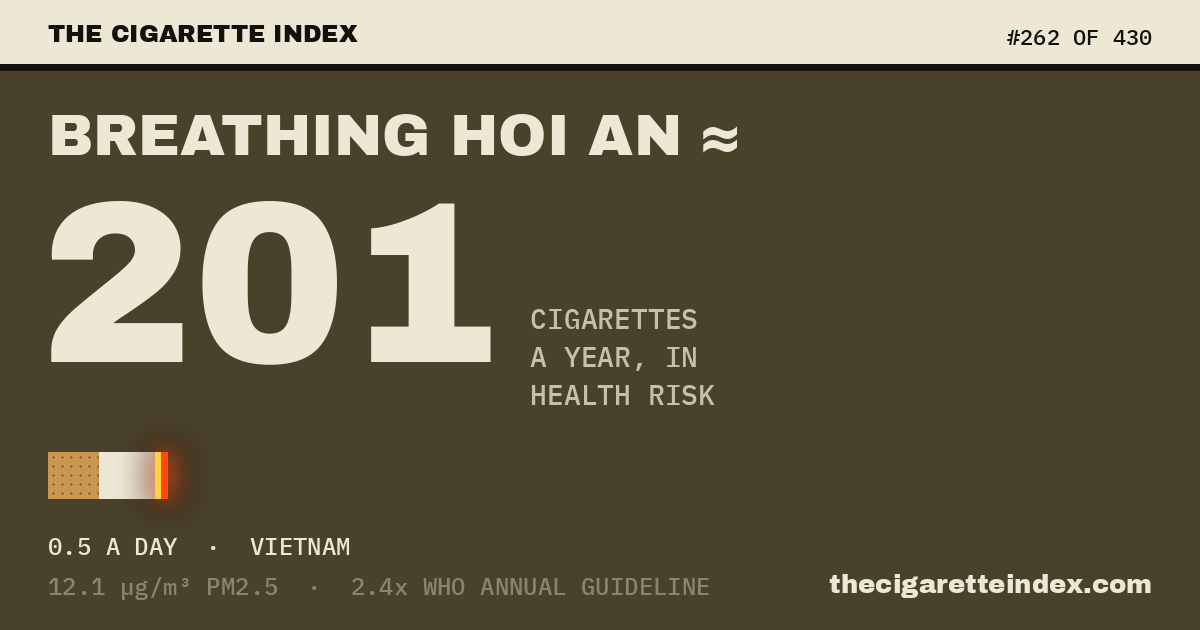 THE CIGARETTE INDEX
#262 OF 430
BREATHING HOI AN ≈
201
CIGARETTES
A YEAR, IN
HEALTH RISK
0.5 A DAY · VIETNAM
12.1 µg/m³ PM2.5 · 2.4x WHO ANNUAL GUIDELINE
thecigaretteindex.com